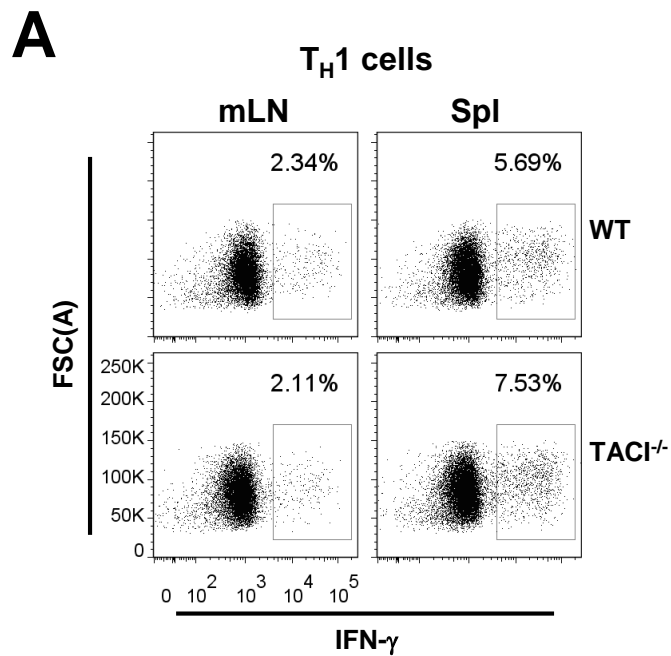 A
T_H1 cells
mLN Spl
2.34% 5.69%
WT
FSC(A)
250K
200K
150K
100K
50K
0
2.11% 7.53%
TACI^-/-
0 10^2 10^3 10^4 10^5
IFN-γ